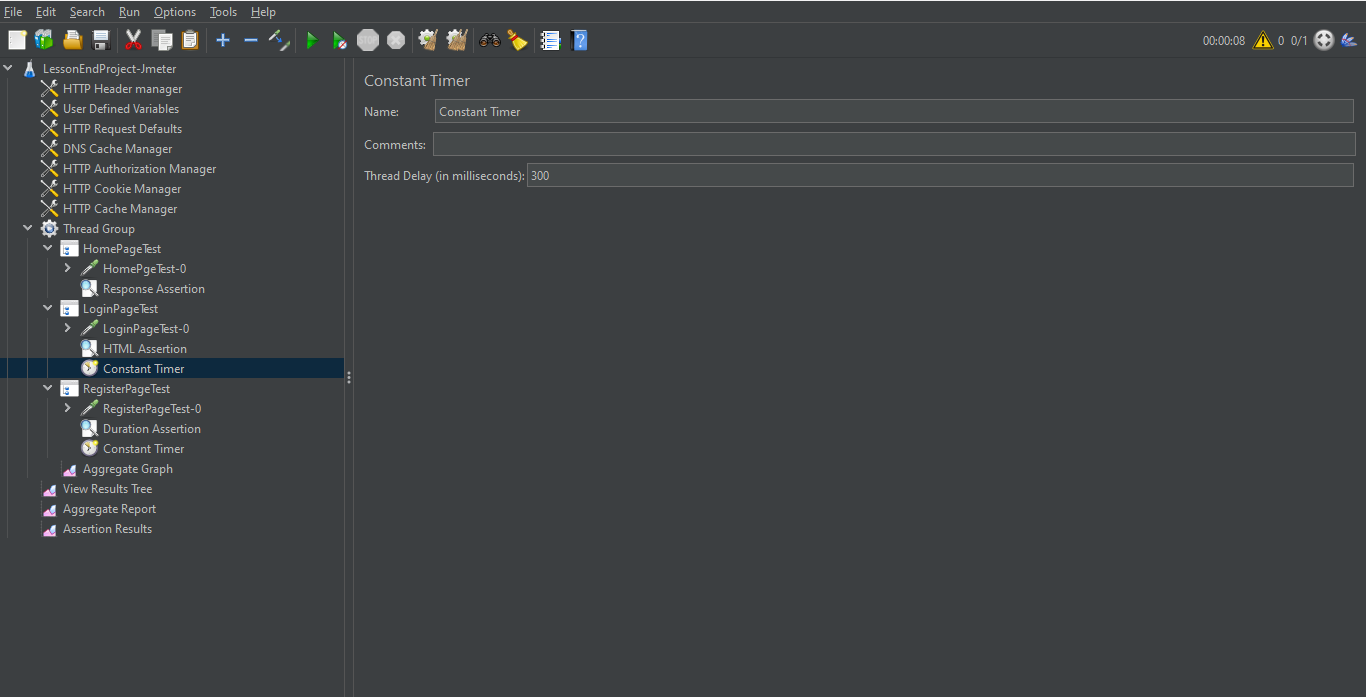 File Edit Search Run Options Tools Help
STOP
00:00:08 0 0/1
LessonEndProject-Jmeter
HTTP Header manager
User Defined Variables
HTTP Request Defaults
DNS Cache Manager
HTTP Authorization Manager
HTTP Cookie Manager
HTTP Cache Manager
Thread Group
HomePageTest
HomePgeTest-0
Response Assertion
LoginPageTest
LoginPageTest-0
HTML Assertion
Constant Timer
RegisterPageTest
RegisterPageTest-0
Duration Assertion
Constant Timer
Aggregate Graph
View Results Tree
Aggregate Report
Assertion Results
Constant Timer
Name: Constant Timer
Comments:
Thread Delay (in milliseconds): 300